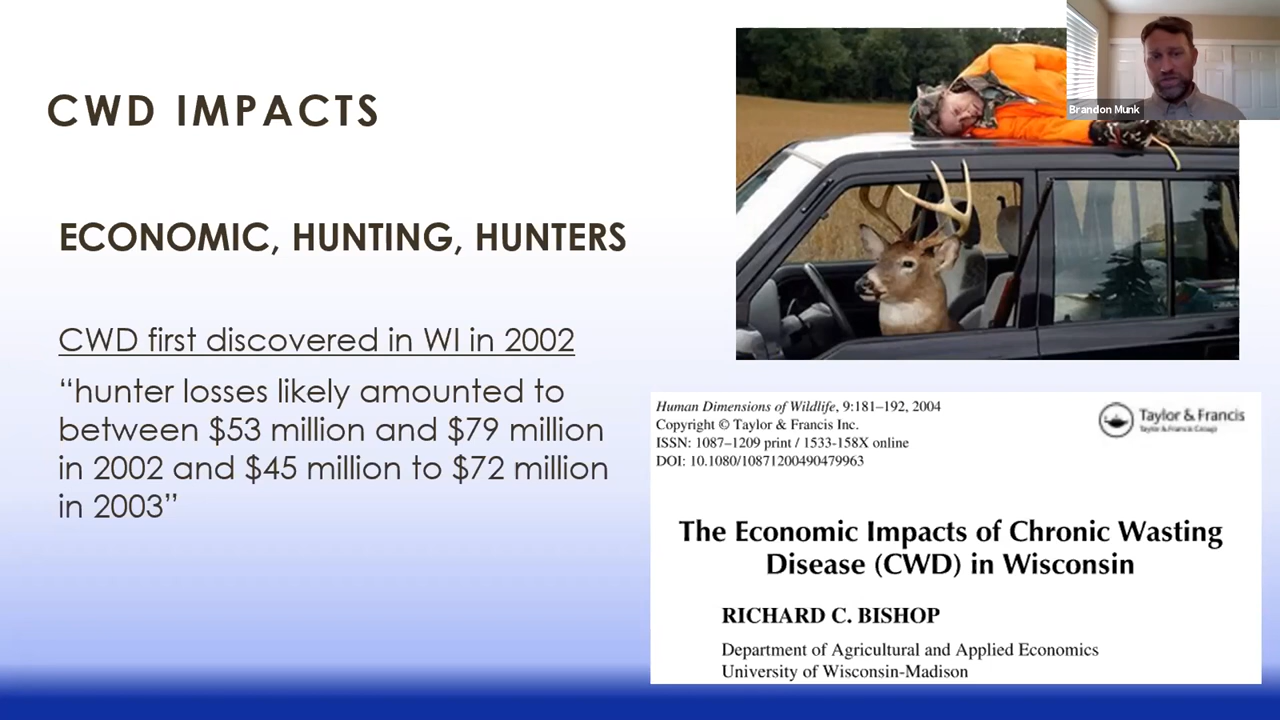 CWD IMPACTS
ECONOMIC, HUNTING, HUNTERS
CWD first discovered in WI in 2002
“hunter losses likely amounted to
between $53 million and $79 million
in 2002 and $45 million to $72 million
in 2003”
Brandon Munk
Human Dimensions of Wildlife, 9:181–192, 2004
Copyright © Taylor & Francis Inc.
ISSN: 1087–1209 print / 1533-158X online
DOI: 10.1080/10871200490479963
Taylor & Francis
Taylor & Francis Group
The Economic Impacts of Chronic Wasting
Disease (CWD) in Wisconsin
RICHARD C. BISHOP
Department of Agricultural and Applied Economics
University of Wisconsin-Madison